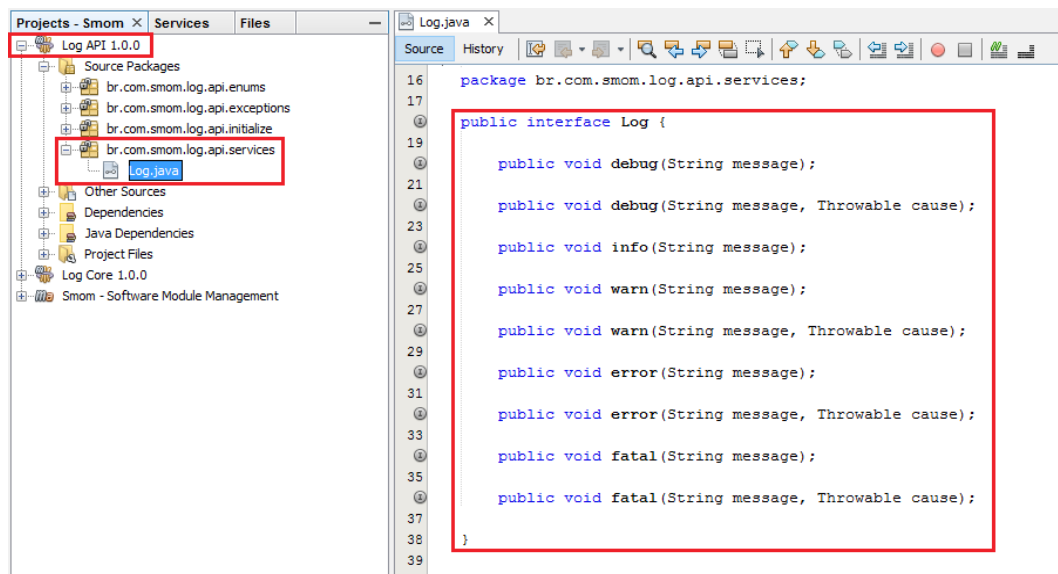 Projects - Smom × Services Files
Log API 1.0.0
Source Packages
br.com.smom.log.api.enums
br.com.smom.log.api.exceptions
br.com.smom.log.api.initialize
br.com.smom.log.api.services
Log.java
Other Sources
Dependencies
Java Dependencies
Project Files
Log Core 1.0.0
Smom - Software Module Management
Log.java ×
Source History
16 package br.com.smom.log.api.services;
17
public interface Log {
19
public void debug(String message);
21
public void debug(String message, Throwable cause);
23
public void info(String message);
25
public void warn(String message);
27
public void warn(String message, Throwable cause);
29
public void error(String message);
31
public void error(String message, Throwable cause);
33
public void fatal(String message);
35
public void fatal(String message, Throwable cause);
37
38 }
39